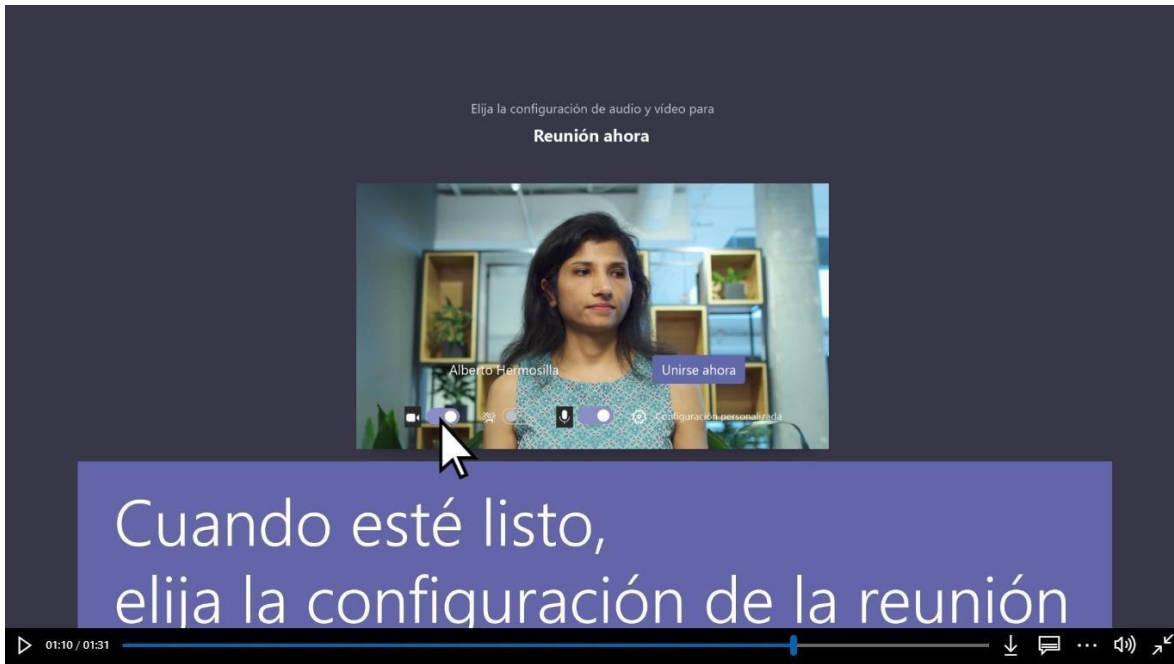 Elija la configuración de audio y vídeo para
Reunión ahora
Alberto Hermosilla
Unirse ahora
Configuración personalizada
Cuando esté listo,
elija la configuración de la reunión
01:10 / 01:31